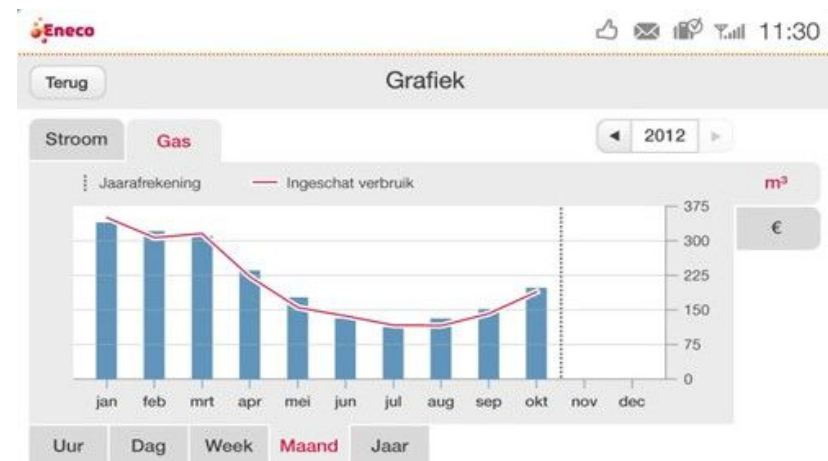 Eneco 11:30
Terug Grafiek
Stroom Gas 2012
Jaarafrekening Ingeschat verbruik m³
375
€
300
225
150
75
0
jan feb mrt apr mei jun jul aug sep okt nov dec
Uur Dag Week Maand Jaar